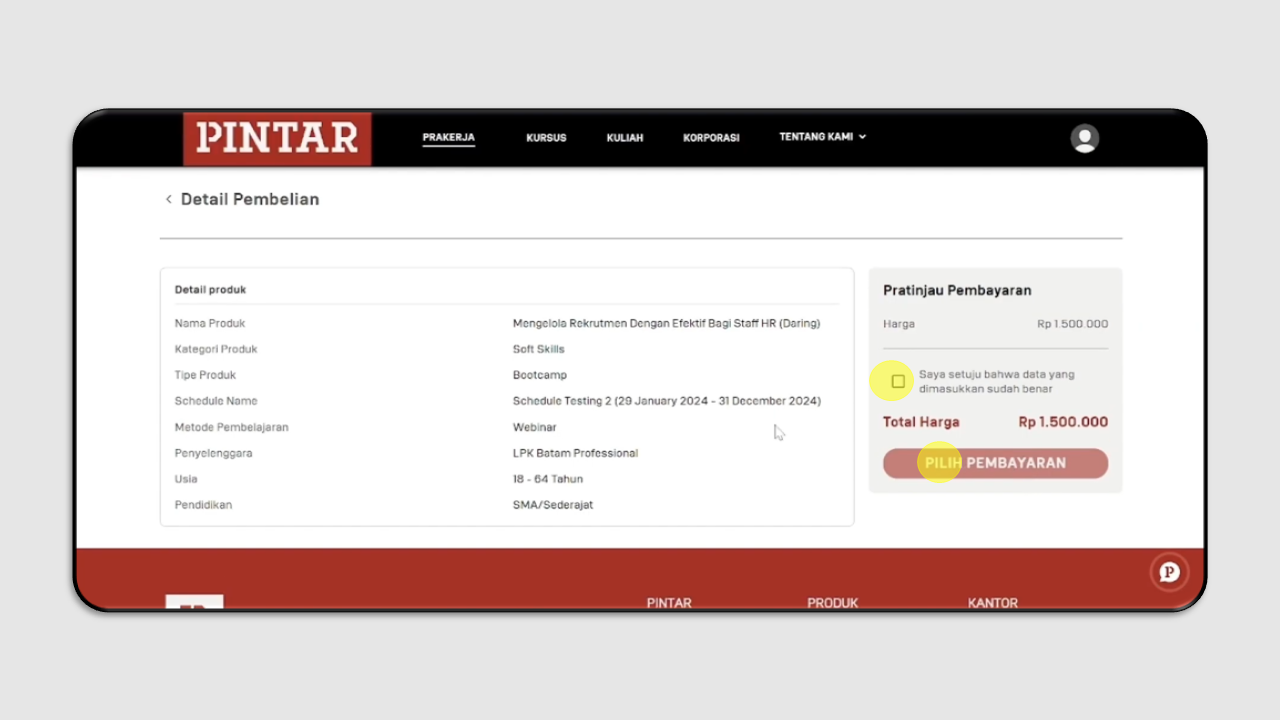 PINTAR
PRAKERJA
KURSUS
KULIAH
KORPORASI
TENTANG KAMI
Detail Pembelian
Detail produk
Nama Produk Mengelola Rekrutmen Dengan Efektif Bagi Staff HR (Daring)
Kategori Produk Soft Skills
Tipe Produk Bootcamp
Schedule Name Schedule Testing 2 (29 January 2024 - 31 December 2024)
Metode Pembelajaran Webinar
Penyelenggara LPK Batam Professional
Usia 18 - 64 Tahun
Pendidikan SMA/Sederajat
Pratinjau Pembayaran
Harga Rp 1.500.000
Saya setuju bahwa data yang
dimasukkan sudah benar
Total Harga Rp 1.500.000
PILIH PEMBAYARAN
P
PINTAR
PRODUK
KANTOR